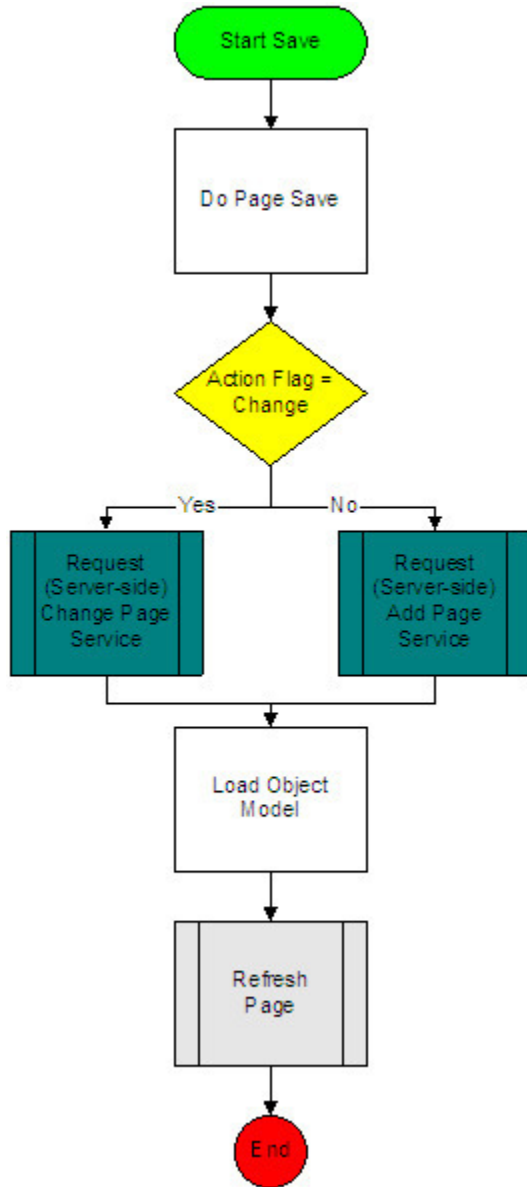 Start Save
Do Page Save
Action Flag =
Change
Yes
No
Request
(Server-side)
Change Page
Service
Request
(Server-side)
Add Page
Service
Load Object
Model
Refresh
Page
End